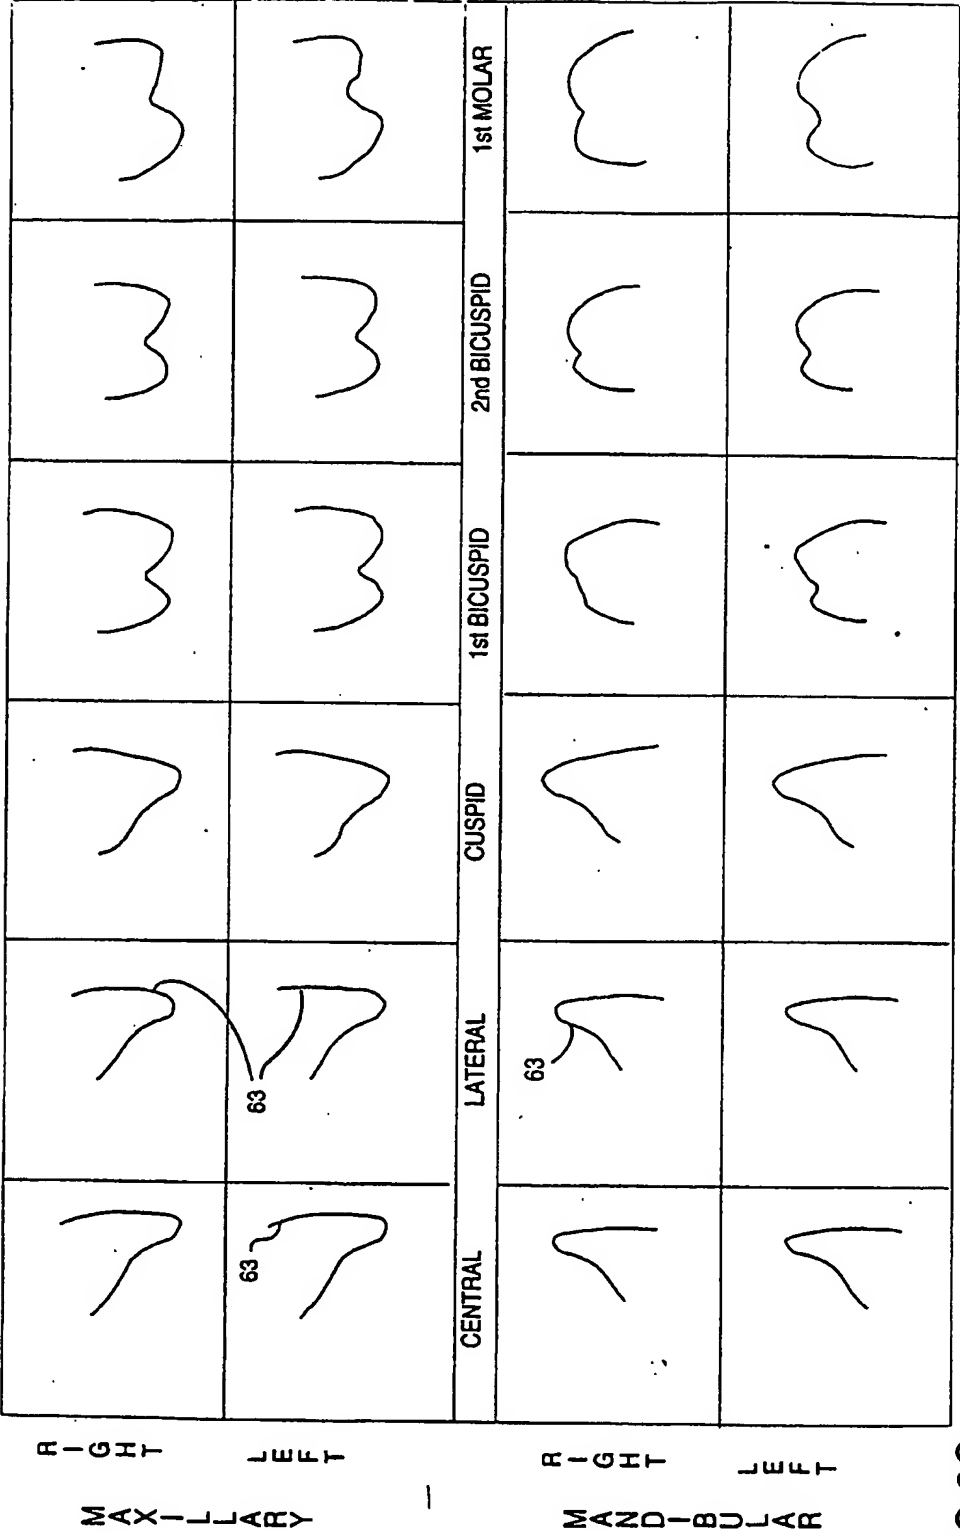 MAXILLARY
RIGHT
LEFT
63
63
CENTRAL LATERAL CUSPID 1st BICUSPID 2nd BICUSPID 1st MOLAR
MANDIBULAR
RIGHT
LEFT
63